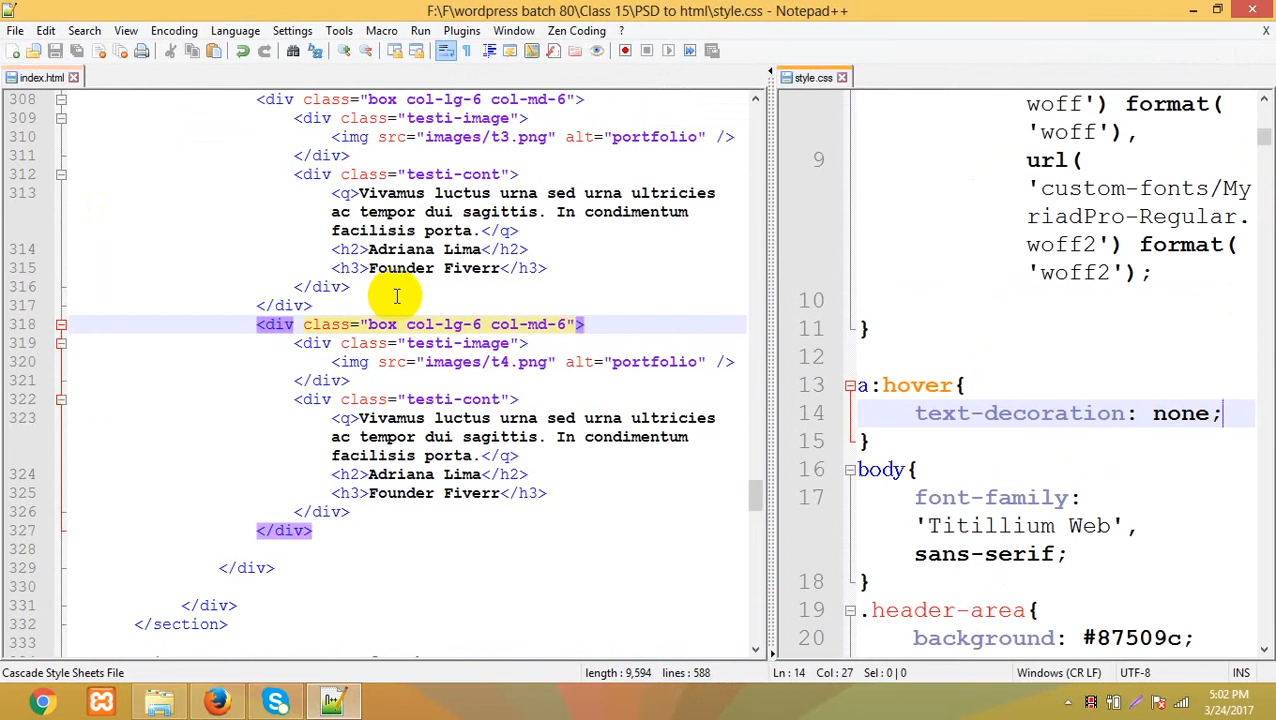 F:\F\wordpress batch 80\Class 15\PSD to html\style.css - Notepad++
File Edit Search View Encoding Language Settings Tools Macro Run Plugins Window Zen Coding ? X
index.html
308 <div class="box col-lg-6 col-md-6">
309 <div class="testi-image">
310 <img src="images/t3.png" alt="portfolio" />
311 </div>
312 <div class="testi-cont">
313 <q>Vivamus luctus urna sed urna ultricies
ac tempor dui sagittis. In condimentum
facilisis porta.</q>
314 <h2>Adriana Lima</h2>
315 <h3>Founder Fiverr</h3>
316 </div>
317 </div>
318 <div class="box col-lg-6 col-md-6">
319 <div class="testi-image">
320 <img src="images/t4.png" alt="portfolio" />
321 </div>
322 <div class="testi-cont">
323 <q>Vivamus luctus urna sed urna ultricies
ac tempor dui sagittis. In condimentum
facilisis porta.</q>
324 <h2>Adriana Lima</h2>
325 <h3>Founder Fiverr</h3>
326 </div>
327 </div>
328
329 </div>
330
331 </div>
332 </section>
333
style.css
woff') format(
'woff'),
9 url(
'custom-fonts/My
riadPro-Regular.
woff2') format(
'woff2');
10
11 }
12
13 a:hover{
14 text-decoration: none;
15 }
16 body{
17 font-family:
'Titillium Web',
sans-serif;
18 }
19 .header-area{
20 background: #87509c;
Cascade Style Sheets File length : 9,594 lines : 588 Ln : 14 Col : 27 Sel : 0 | 0 Windows (CR LF) UTF-8 INS
5:02 PM
3/24/2017